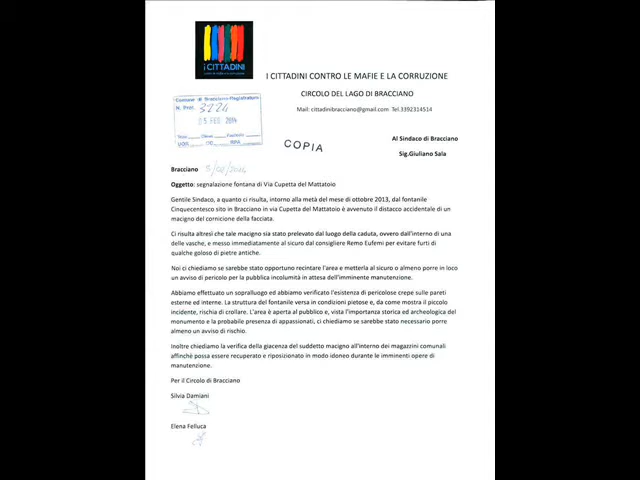 i CITTADINI
I CITTADINI CONTRO LE MAFIE E LA CORRUZIONE
CIRCOLO DEL LAGO DI BRACCIANO
Mail: cittadinibracciano@gmail.com Tel.3392314514
Comune di Bracciano
N. Prot. 3224
05 FEB 2014
COPIA
Al Sindaco di Bracciano
Sig.Giuliano Sala
Bracciano
Oggetto: segnalazione fontana di Via Cupetta del Mattatoio
Gentile Sindaco, a quanto ci risulta, intorno alla metà del mese di ottobre 2013, dal fontanile
Cinquecentesco sito in Bracciano in via Cupetta del Mattatoio è avvenuto il distacco accidentale di un
macigno del cornicione della facciata.
Ci risulta altresì che tale macigno sia stato prelevato dal luogo della caduta, ovvero dall'interno di una
delle vasche, e messo immediatamente al sicuro dal consigliere Remo Eufemi per evitare furti di
qualche goloso di pietre antiche.
Noi ci chiediamo se sarebbe stato opportuno recintare l'area e metterla al sicuro o almeno porre in loco
un avviso di pericolo per la pubblica incolumità in attesa dell'imminente manutenzione.
Abbiamo effettuato un sopralluogo ed abbiamo verificato l'esistenza di pericolose crepe sulle pareti
esterne ed interne. La struttura del fontanile versa in condizioni pietose e, da come mostra il piccolo
incidente, rischia di crollare. L'area è aperta al pubblico e, vista l'importanza storica ed archeologica del
monumento e la probabile presenza di appassionati, ci chiediamo se sarebbe stato necessario porre
almeno un avviso di rischio.
Inoltre chiediamo la verifica della giacenza del suddetto macigno all'interno dei magazzini comunali
affinchè possa essere recuperato e riposizionato in modo idoneo durante le imminenti opere di
manutenzione.
Per il Circolo di Bracciano
Silvia Damiani
Elena Felluca